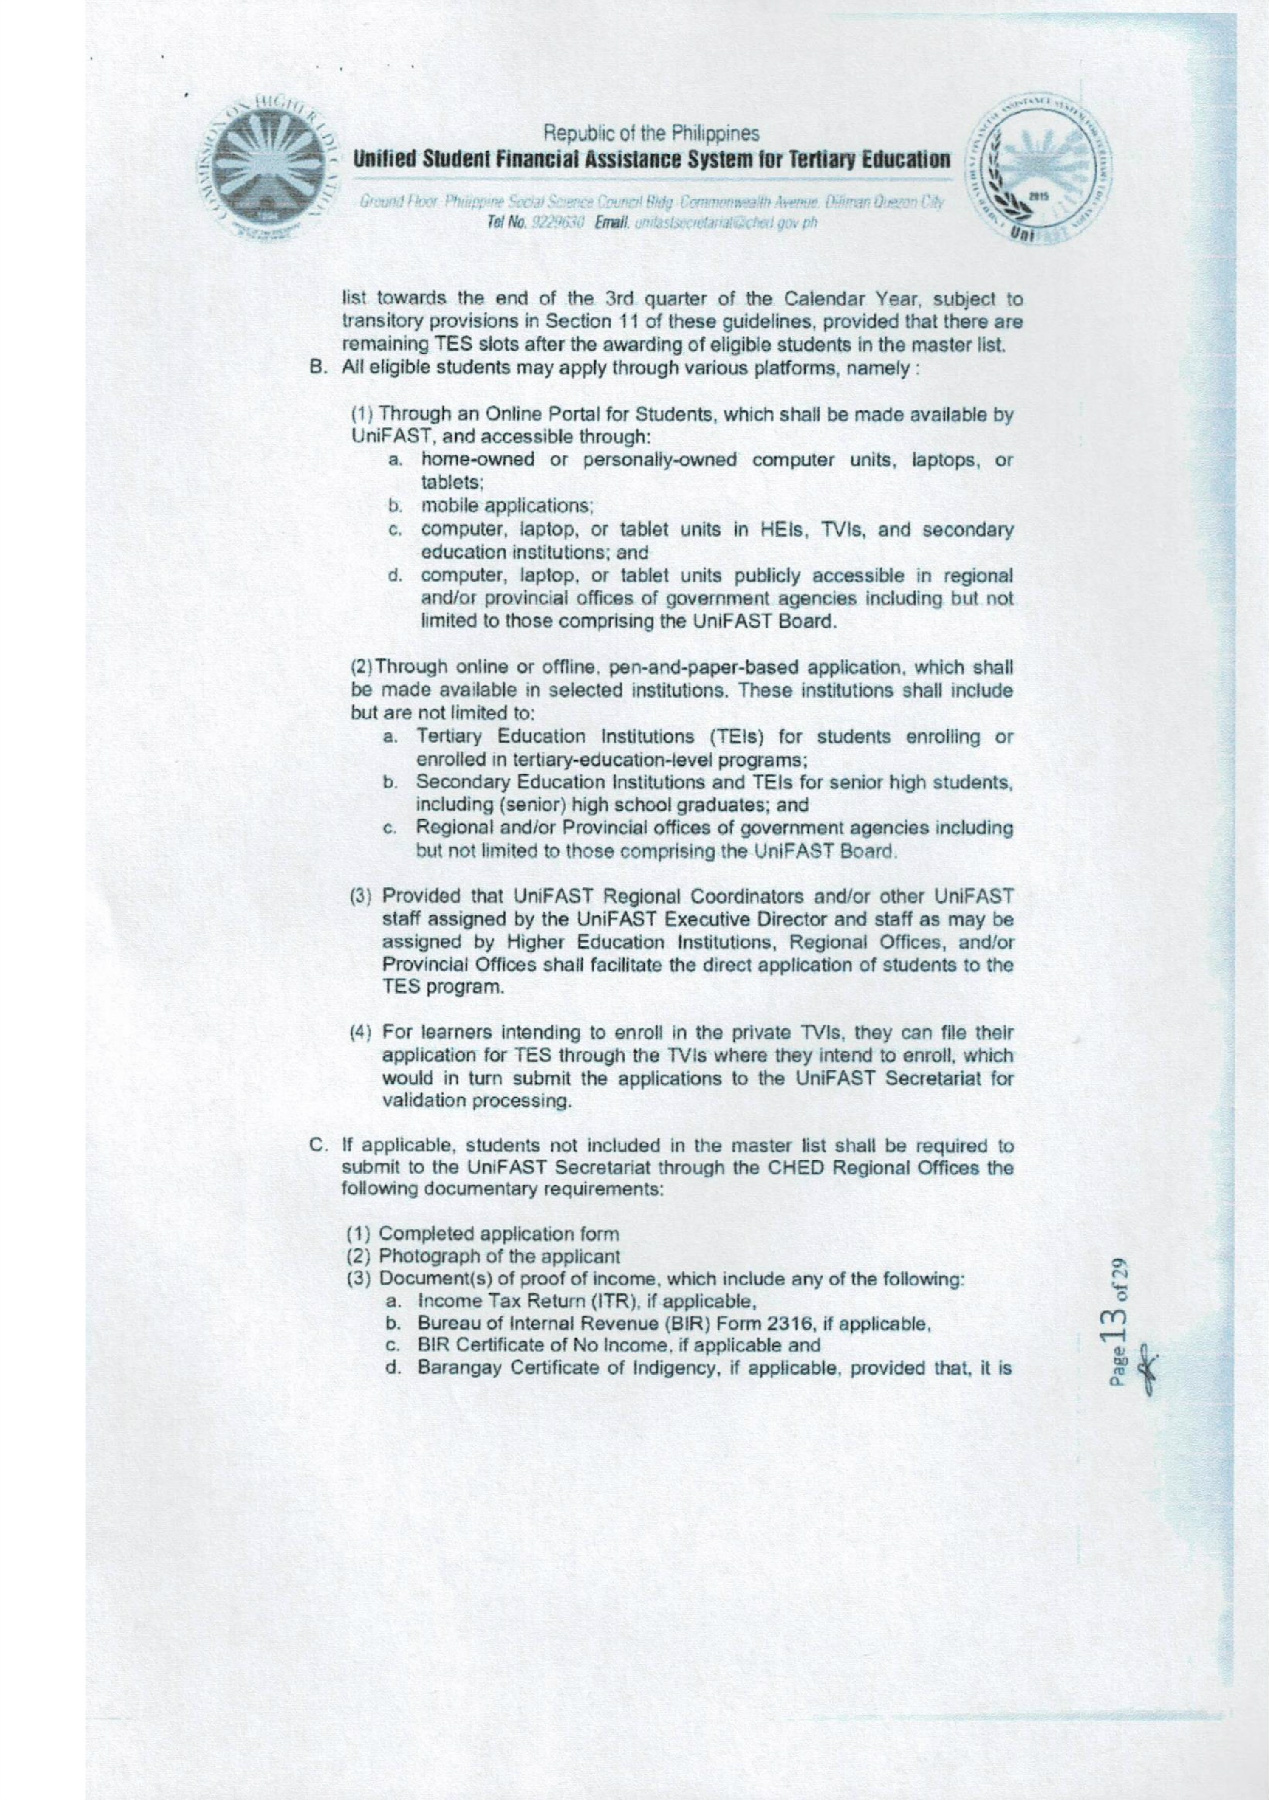 Republic of the Philippines
Unified Student Financial Assistance System for Tertiary Education
Ground Floor Philippine Social Science Council Bldg Commonwealth Avenue, Diliman Quezon City
Tel No. 9229630 Email. unifastsecretariat@ched gov ph
COMMISSION ON HIGHER EDUCATION
2015
UniFAST
list towards the end of the 3rd quarter of the Calendar Year, subject to
transitory provisions in Section 11 of these guidelines, provided that there are
remaining TES slots after the awarding of eligible students in the master list.
B. All eligible students may apply through various platforms, namely :
(1) Through an Online Portal for Students, which shall be made available by
UniFAST, and accessible through:
a. home-owned or personally-owned computer units, laptops, or
tablets;
b. mobile applications;
c. computer, laptop, or tablet units in HEIs, TVIs, and secondary
education institutions; and
d. computer, laptop, or tablet units publicly accessible in regional
and/or provincial offices of government agencies including but not
limited to those comprising the UniFAST Board.
(2) Through online or offline, pen-and-paper-based application, which shall
be made available in selected institutions. These institutions shall include
but are not limited to:
a. Tertiary Education Institutions (TEIs) for students enrolling or
enrolled in tertiary-education-level programs;
b. Secondary Education Institutions and TEIs for senior high students,
including (senior) high school graduates; and
c. Regional and/or Provincial offices of government agencies including
but not limited to those comprising the UniFAST Board.
(3) Provided that UniFAST Regional Coordinators and/or other UniFAST
staff assigned by the UniFAST Executive Director and staff as may be
assigned by Higher Education Institutions, Regional Offices, and/or
Provincial Offices shall facilitate the direct application of students to the
TES program.
(4) For learners intending to enroll in the private TVIs, they can file their
application for TES through the TVIs where they intend to enroll, which
would in turn submit the applications to the UniFAST Secretariat for
validation processing.
C. If applicable, students not included in the master list shall be required to
submit to the UniFAST Secretariat through the CHED Regional Offices the
following documentary requirements:
(1) Completed application form
(2) Photograph of the applicant
(3) Document(s) of proof of income, which include any of the following:
a. Income Tax Return (ITR), if applicable,
b. Bureau of Internal Revenue (BIR) Form 2316, if applicable,
c. BIR Certificate of No Income, if applicable and
d. Barangay Certificate of Indigency, if applicable, provided that, it is
Page 13 of 29